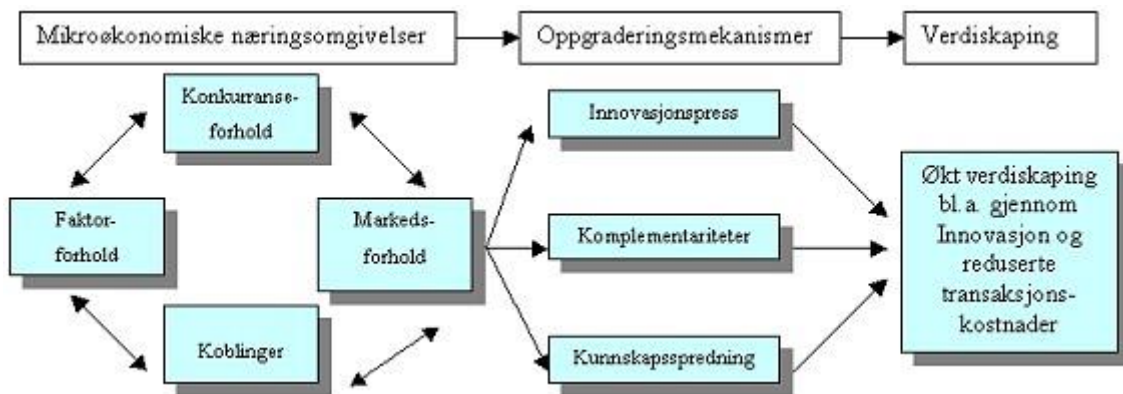 Mikroøkonomiske næringsomgivelser
Oppgraderingsmekanismer
Verdiskaping
Konkurranse-
forhold
Faktor-
forhold
Markeds-
forhold
Koblinger
Innovasjonspress
Komplementariteter
Kunnskapsspredning
Økt verdiskaping
bl.a. gjennom
Innovasjon og
reduserte
transaksjons-
kostnader